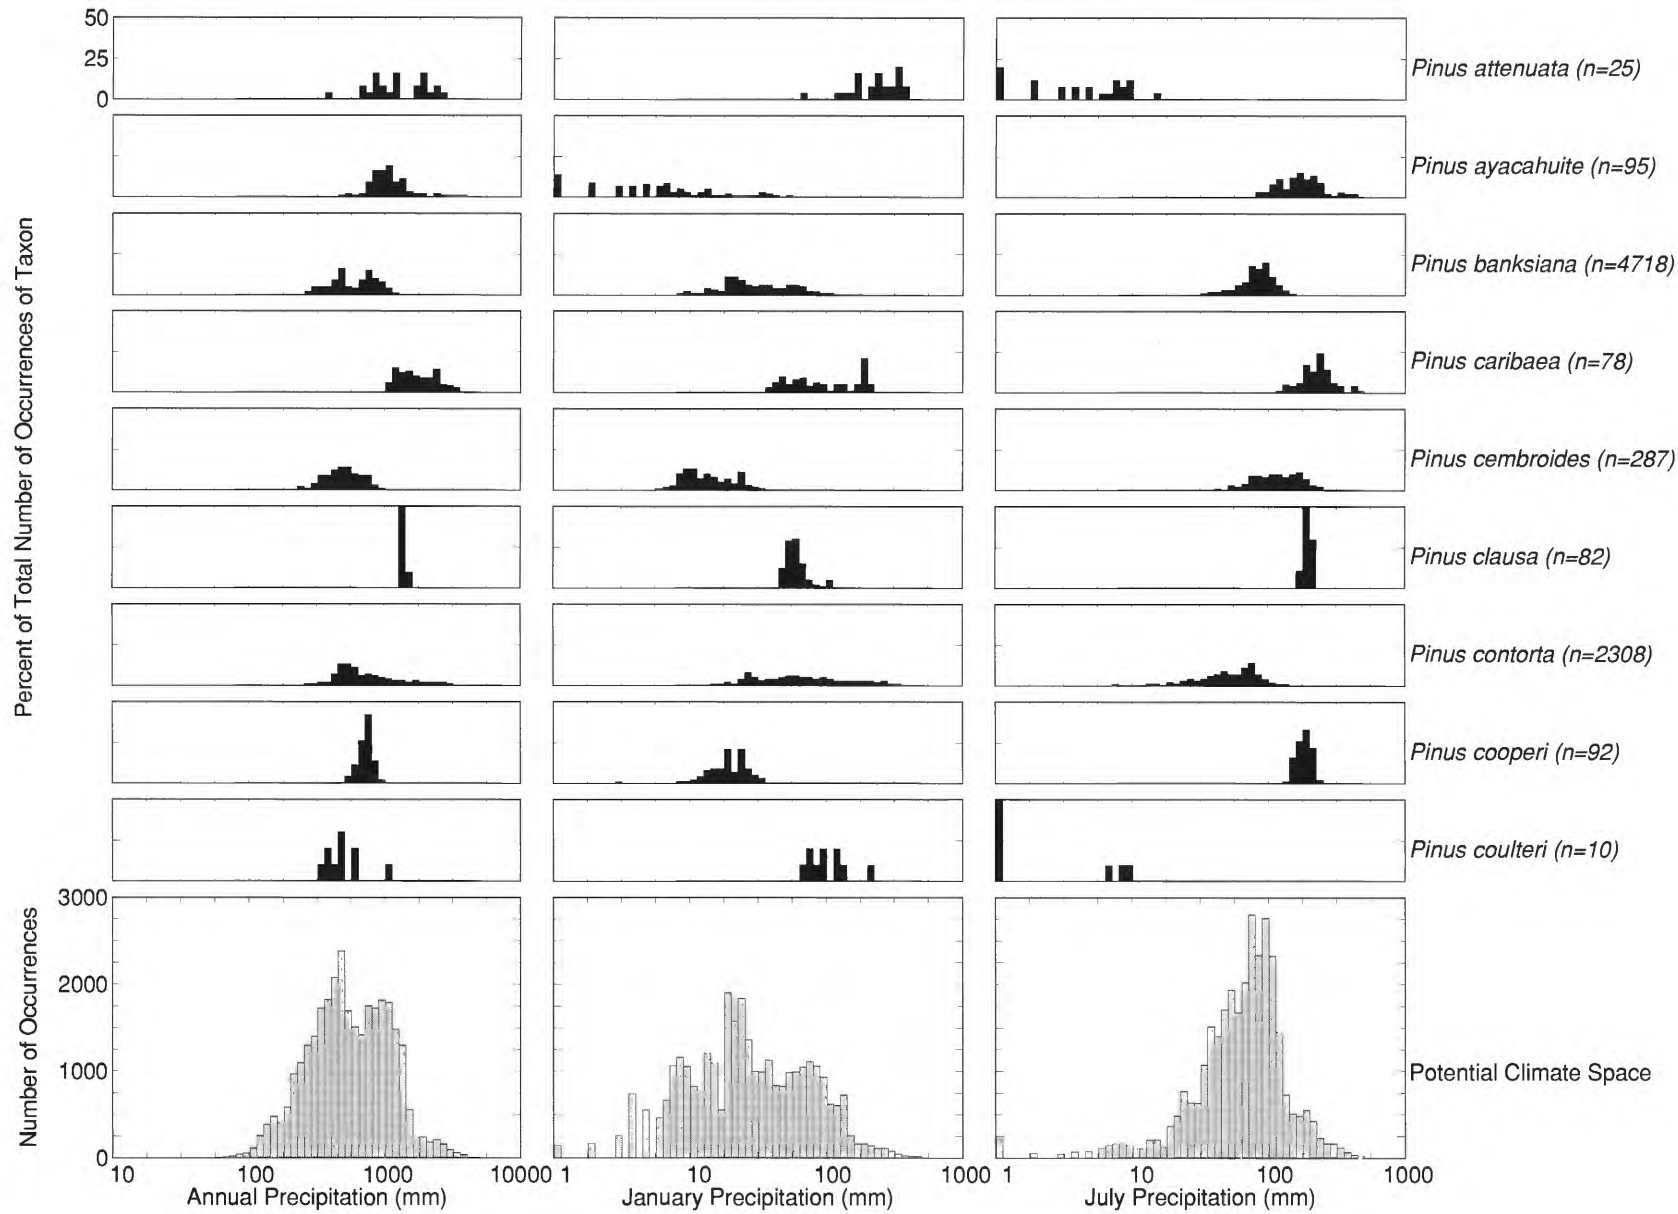 50
25
0
Pinus attenuata (n=25)
Pinus ayacahuite (n=95)
Pinus banksiana (n=4718)
Pinus caribaea (n=78)
Pinus cembroides (n=287)
Pinus clausa (n=82)
Pinus contorta (n=2308)
Pinus cooperi (n=92)
Pinus coulteri (n=10)
Percent of Total Number of Occurrences of Taxon
3000
2000
1000
0
Number of Occurrences
Potential Climate Space
10 100 1000 10000
1 10 100 1000
1 10 100 1000
Annual Precipitation (mm)
January Precipitation (mm)
July Precipitation (mm)